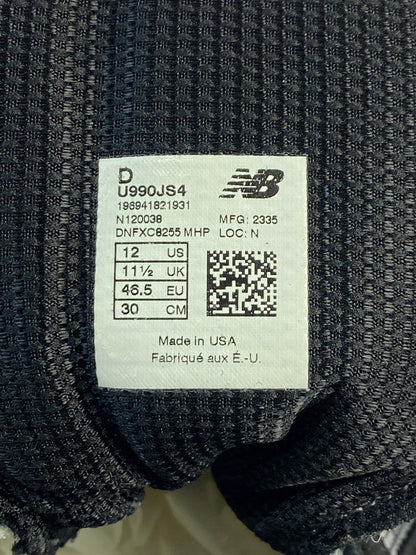 D
U990JS4
196941821931
N120038 MFG: 2335
DNFXC8255 MHP LOC: N
NB
12 US
11½ UK
46.5 EU
30 CM
Made in USA
Fabriqué aux É.-U.